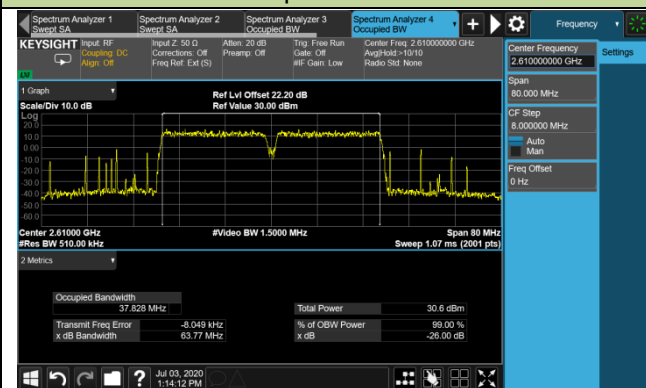 Spectrum Analyzer 1
Swept SA
Spectrum Analyzer 2
Swept SA
Spectrum Analyzer 3
Occupied BW
Spectrum Analyzer 4
Occupied BW
Frequency
KEYSIGHT
Input: RF
Coupling: DC
Align: Off
Input Z: 50 Ω
Corrections: Off
Freq Ref: Ext (S)
Atten: 20 dB
Preamp: Off
Trig: Free Run
Gate: Off
#IF Gain: Low
Center Freq: 2.610000000 GHz
Avg|Hold:>10/10
Radio Std: None
LXI
Center Frequency
2.610000000 GHz
Settings
Span
80.000 MHz
CF Step
8.000000 MHz
Auto
Man
Freq Offset
0 Hz
1 Graph
Scale/Div 10.0 dB
Ref Lvl Offset 22.20 dB
Ref Value 30.00 dBm
Log
20.0
10.0
0.00
-10.0
-20.0
-30.0
-40.0
-50.0
-60.0
Center 2.61000 GHz
#Res BW 510.00 kHz
#Video BW 1.5000 MHz
Span 80 MHz
Sweep 1.07 ms (2001 pts)
2 Metrics
Occupied Bandwidth
37.828 MHz
Total Power 30.6 dBm
Transmit Freq Error -8.049 kHz
% of OBW Power 99.00 %
x dB Bandwidth 63.77 MHz
x dB -26.00 dB
?
Jul 03, 2020
1:14:12 PM